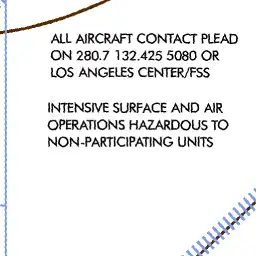 ALL AIRCRAFT CONTACT PLEAD
ON 280.7 132.425 5080 OR
LOS ANGELES CENTER/FSS
INTENSIVE SURFACE AND AIR
OPERATIONS HAZARDOUS TO
NON-PARTICIPATING UNITS